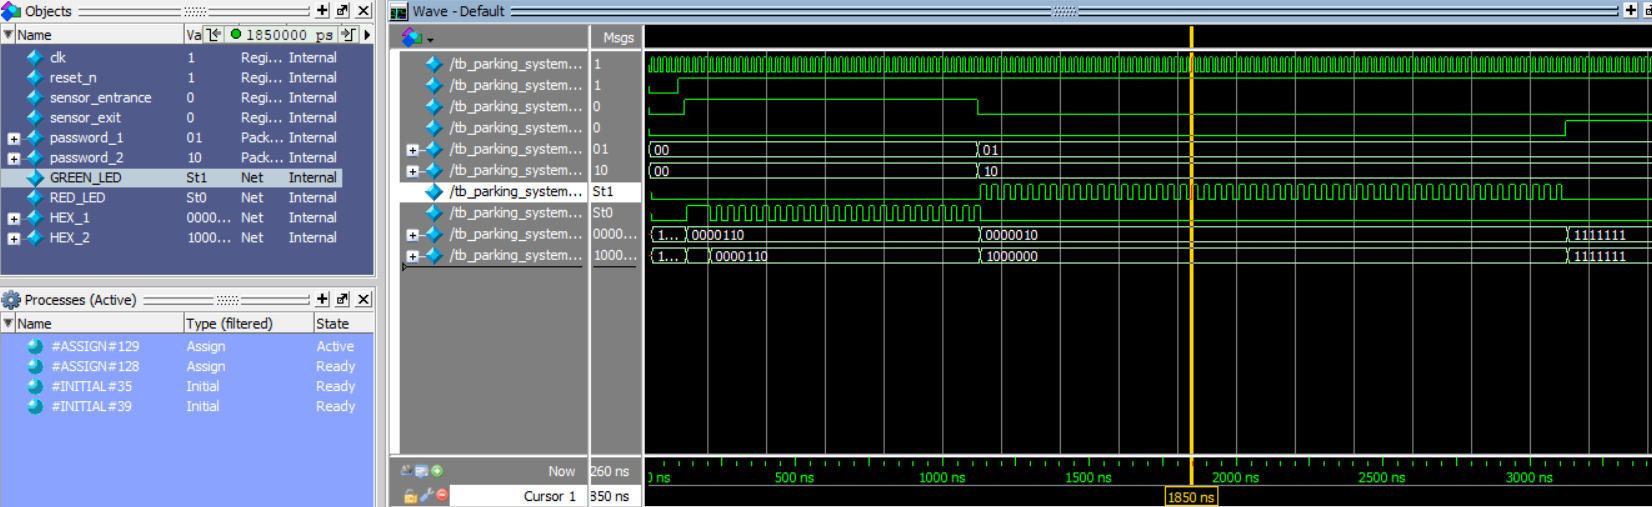 Objects
Name Va 1850000 ps
clk 1 Regi... Internal
reset_n 1 Regi... Internal
sensor_entrance 0 Regi... Internal
sensor_exit 0 Regi... Internal
password_1 01 Pack... Internal
password_2 10 Pack... Internal
GREEN_LED St1 Net Internal
RED_LED St0 Net Internal
HEX_1 0000... Net Internal
HEX_2 1000... Net Internal
Processes (Active)
Name Type (filtered) State
#ASSIGN#129 Assign Active
#ASSIGN#128 Assign Ready
#INITIAL#35 Initial Ready
#INITIAL#39 Initial Ready
Wave - Default
Msgs
/tb_parking_system... 1
/tb_parking_system... 1
/tb_parking_system... 0
/tb_parking_system... 0
/tb_parking_system... 01 00 01
/tb_parking_system... 10 00 10
/tb_parking_system... St1
/tb_parking_system... St0
/tb_parking_system... 0000... 1... 0000110 0000010 1111111
/tb_parking_system... 1000... 1... 0000110 1000000 1111111
Now 260 ns ns 500 ns 1000 ns 1500 ns 2000 ns 2500 ns 3000 ns
Cursor 1 350 ns 1850 ns